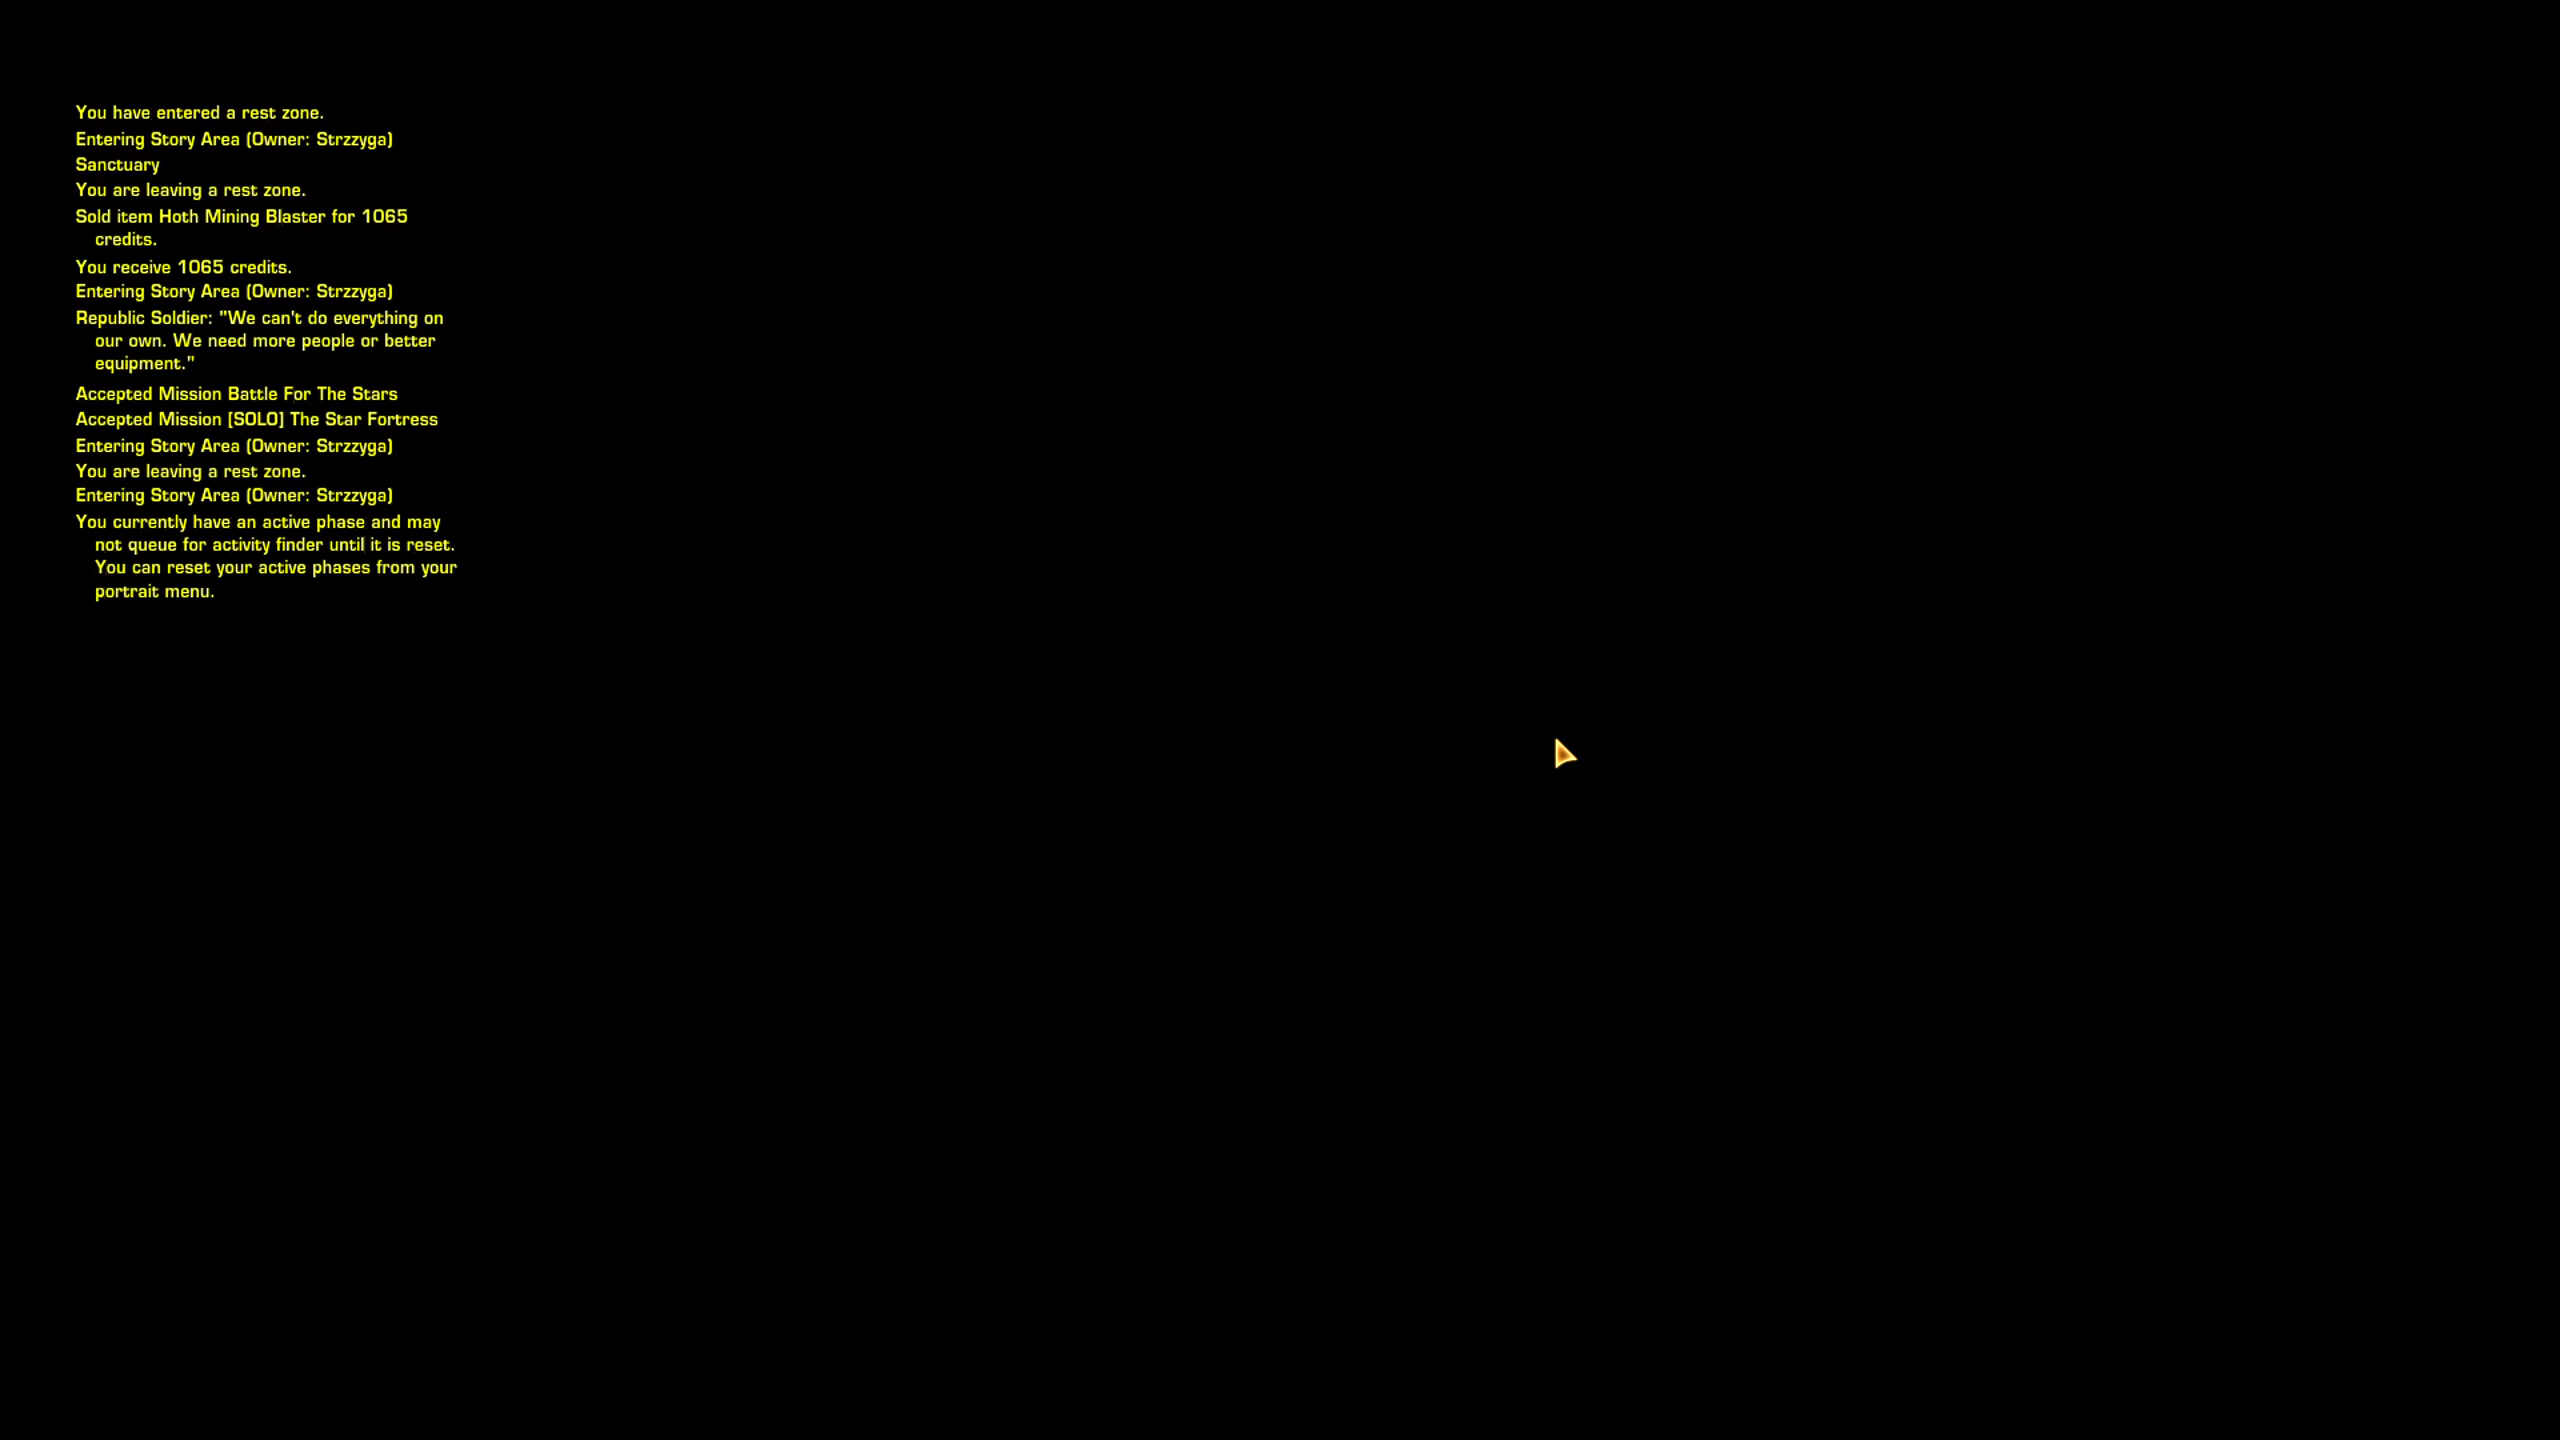 You have entered a rest zone.
Entering Story Area (Owner: Strzzyga)
Sanctuary
You are leaving a rest zone.
Sold item Hoth Mining Blaster for 1065
credits.
You receive 1065 credits.
Entering Story Area (Owner: Strzzyga)
Republic Soldier: "We can't do everything on
our own. We need more people or better
equipment."
Accepted Mission Battle For The Stars
Accepted Mission [SOLO] The Star Fortress
Entering Story Area (Owner: Strzzyga)
You are leaving a rest zone.
Entering Story Area (Owner: Strzzyga)
You currently have an active phase and may
not queue for activity finder until it is reset.
You can reset your active phases from your
portrait menu.